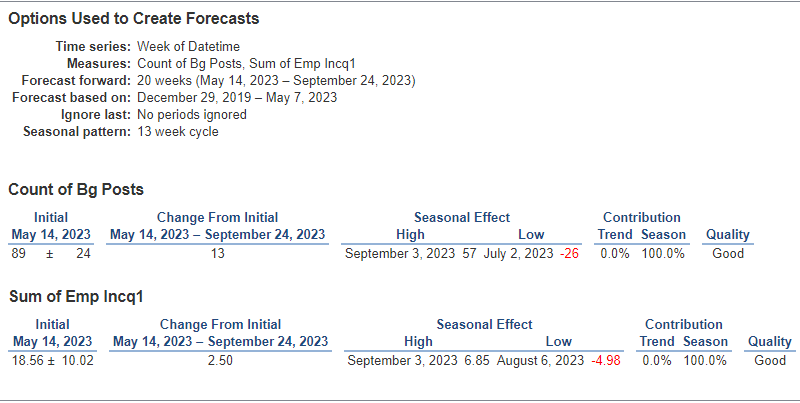 Options Used to Create Forecasts
Time series: Week of Datetime
Measures: Count of Bg Posts, Sum of Emp Incq1
Forecast forward: 20 weeks (May 14, 2023 – September 24, 2023)
Forecast based on: December 29, 2019 – May 7, 2023
Ignore last: No periods ignored
Seasonal pattern: 13 week cycle
Count of Bg Posts
Initial Change From Initial Seasonal Effect Contribution
May 14, 2023 May 14, 2023 – September 24, 2023 High Low Trend Season Quality
89 ± 24 13 September 3, 2023 57 July 2, 2023 -26 0.0% 100.0% Good
Sum of Emp Incq1
Initial Change From Initial Seasonal Effect Contribution
May 14, 2023 May 14, 2023 – September 24, 2023 High Low Trend Season Quality
18.56 ± 10.02 2.50 September 3, 2023 6.85 August 6, 2023 -4.98 0.0% 100.0% Good